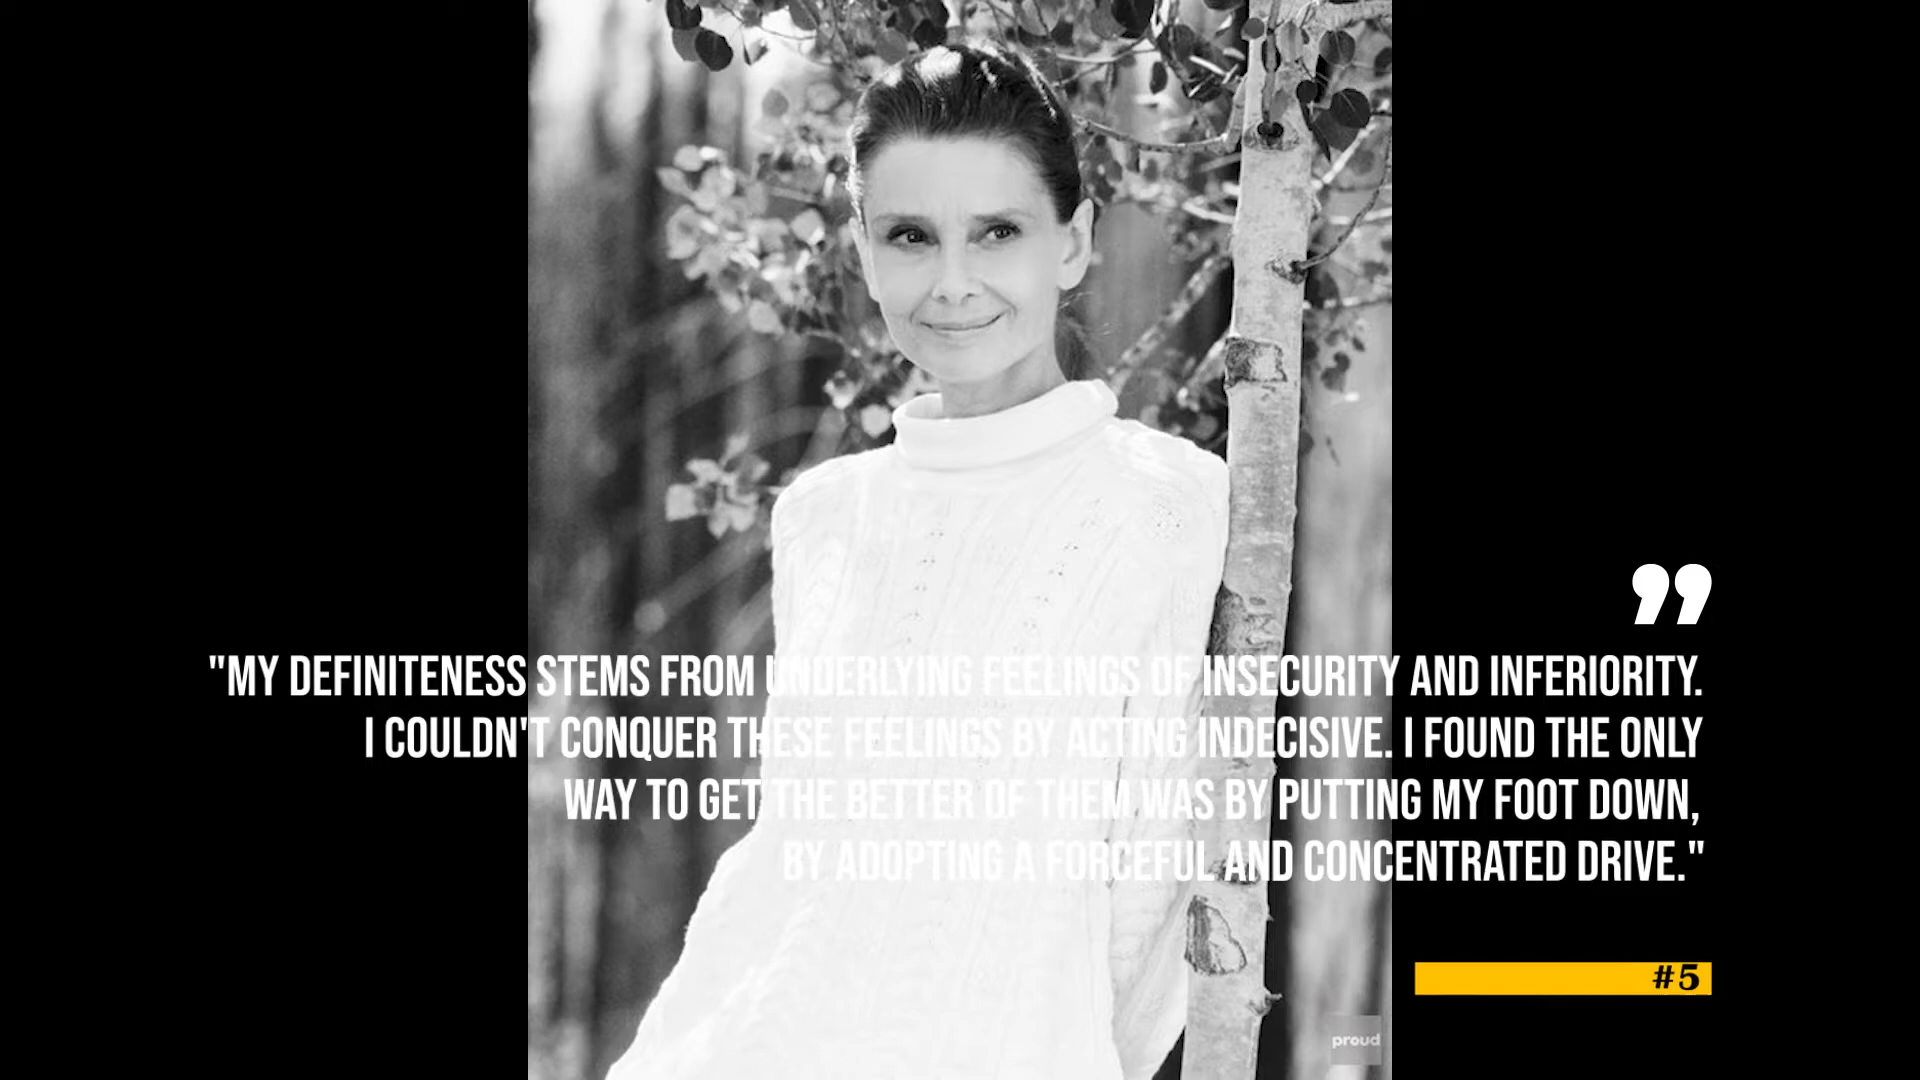 "MY DEFINITENESS STEMS FROM UNDERLYING FEELINGS OF INSECURITY AND INFERIORITY.
I COULDN'T CONQUER THESE FEELINGS BY ACTING INDECISIVE. I FOUND THE ONLY
WAY TO GET THE BETTER OF THEM WAS BY PUTTING MY FOOT DOWN,
BY ADOPTING A FORCEFUL AND CONCENTRATED DRIVE."
#5
proud